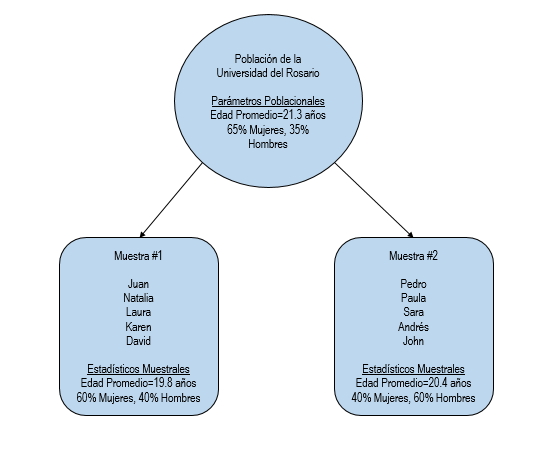 Población de la
Universidad del Rosario
Parámetros Poblacionales
Edad Promedio=21.3 años
65% Mujeres, 35%
Hombres
Muestra #1
Juan
Natalia
Laura
Karen
David
Estadísticos Muestrales
Edad Promedio=19.8 años
60% Mujeres, 40% Hombres
Muestra #2
Pedro
Paula
Sara
Andrés
John
Estadísticos Muestrales
Edad Promedio=20.4 años
40% Mujeres, 60% Hombres